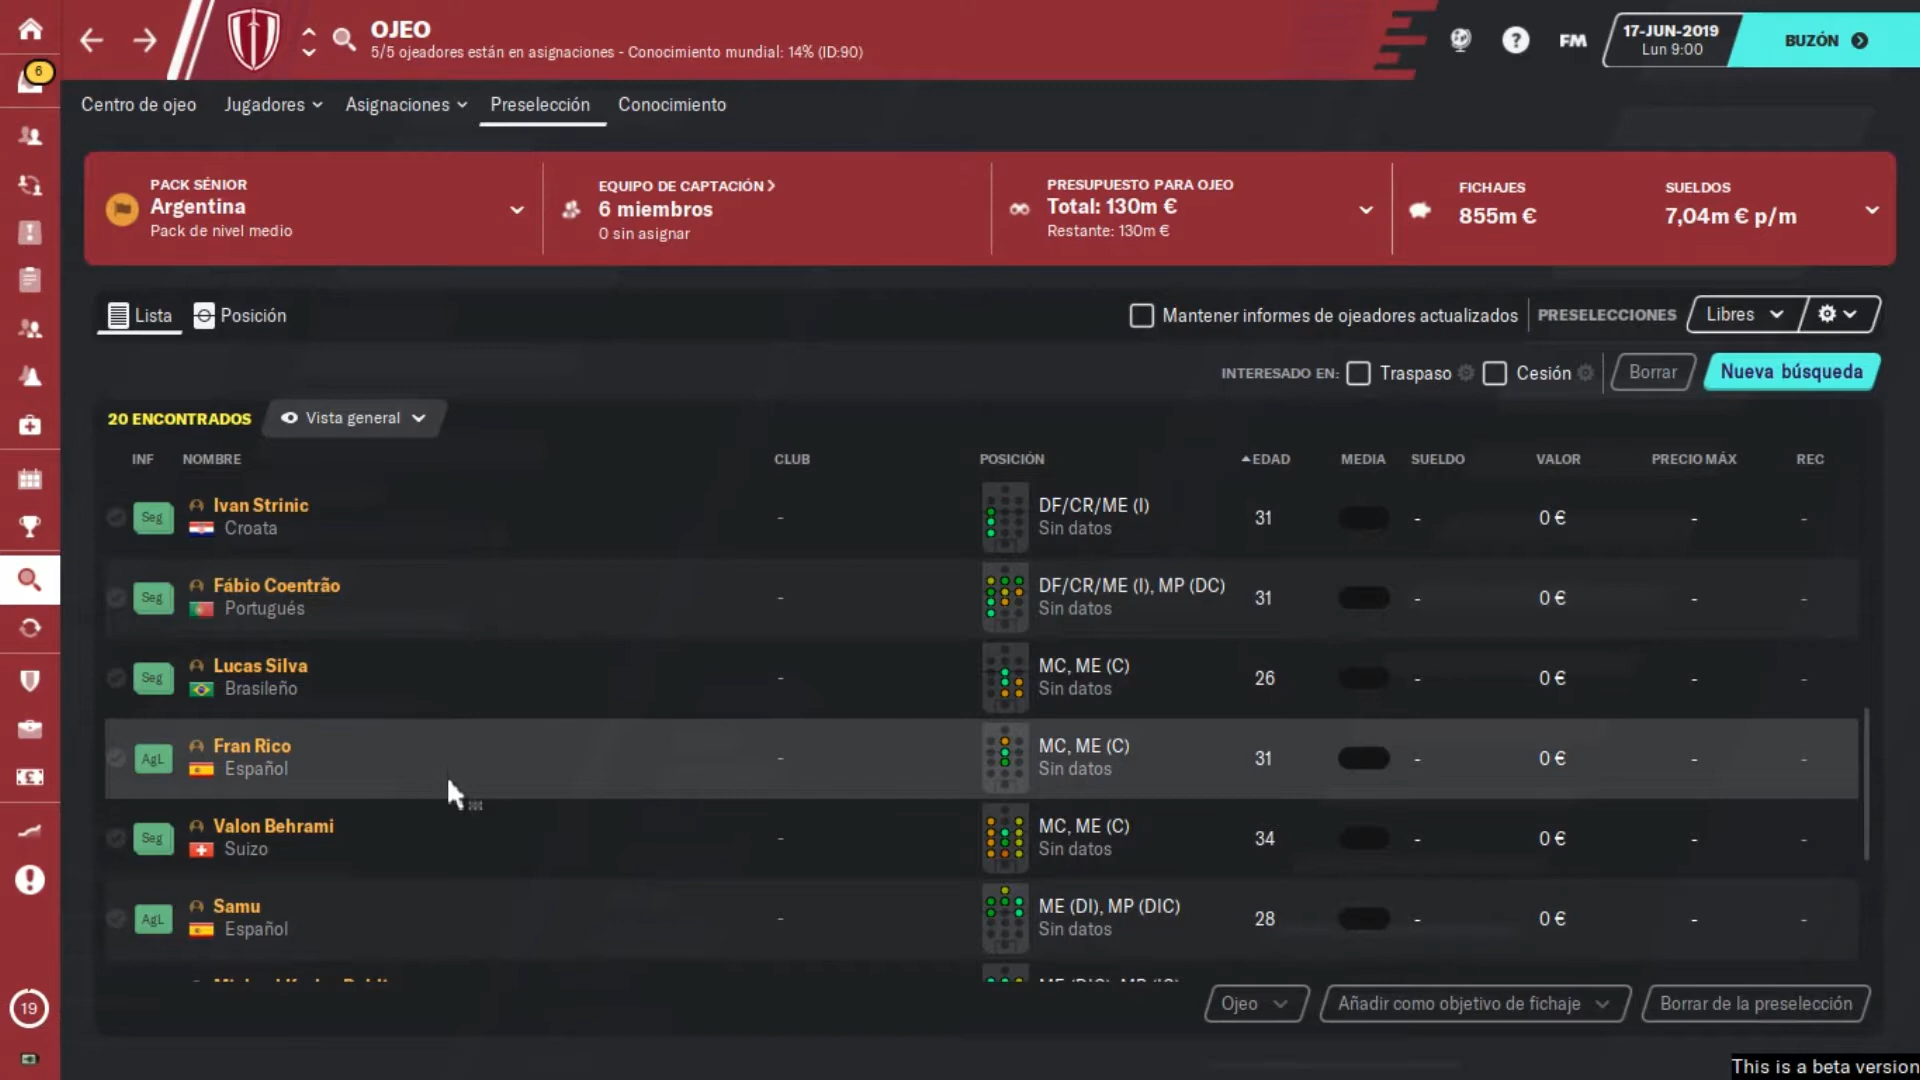 OJEO
5/5 ojeadores están en asignaciones - Conocimiento mundial: 14% (ID:90)
FM
17-JUN-2019
Lun 9:00
BUZÓN
6
Centro de ojeo Jugadores Asignaciones Preselección Conocimiento
PACK SÉNIOR
Argentina
Pack de nivel medio
EQUIPO DE CAPTACIÓN
6 miembros
0 sin asignar
PRESUPUESTO PARA OJEO
Total: 130m €
Restante: 130m €
FICHAJES
855m €
SUELDOS
7,04m € p/m
Lista Posición
Mantener informes de ojeadores actualizados PRESELECCIONES Libres
INTERESADO EN: Traspaso Cesión Borrar Nueva búsqueda
20 ENCONTRADOS Vista general
INF NOMBRE CLUB POSICIÓN EDAD MEDIA SUELDO VALOR PRECIO MÁX REC
Seg Ivan Strinic - DF/CR/ME (I) 31 - 0 € - -
Croata Sin datos
Seg Fábio Coentrão - DF/CR/ME (I), MP (DC) 31 - 0 € - -
Portugués Sin datos
Seg Lucas Silva - MC, ME (C) 26 - 0 € - -
Brasileño Sin datos
AgL Fran Rico - MC, ME (C) 31 - 0 € - -
Español Sin datos
Seg Valon Behrami - MC, ME (C) 34 - 0 € - -
Suizo Sin datos
AgL Samu - ME (DI), MP (DIC) 28 - 0 € - -
Español Sin datos
Ojeo Añadir como objetivo de fichaje Borrar de la preselección
19
This is a beta version